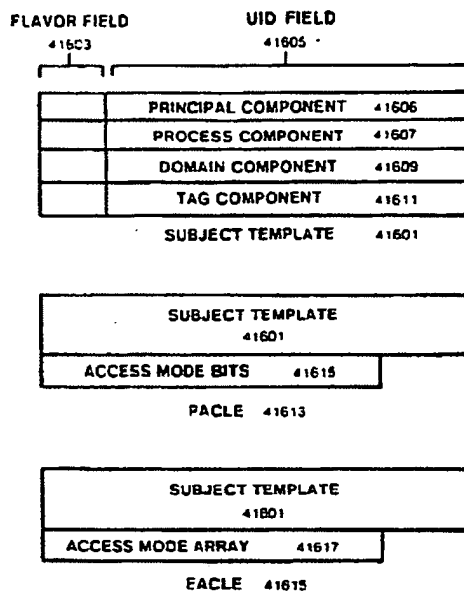 FLAVOR FIELD UID FIELD
41603 41605
PRINCIPAL COMPONENT 41606
PROCESS COMPONENT 41607
DOMAIN COMPONENT 41609
TAG COMPONENT 41611
SUBJECT TEMPLATE 41601
SUBJECT TEMPLATE
41601
ACCESS MODE BITS 41615
PACLE 41613
SUBJECT TEMPLATE
41601
ACCESS MODE ARRAY 41617
EACLE 41615